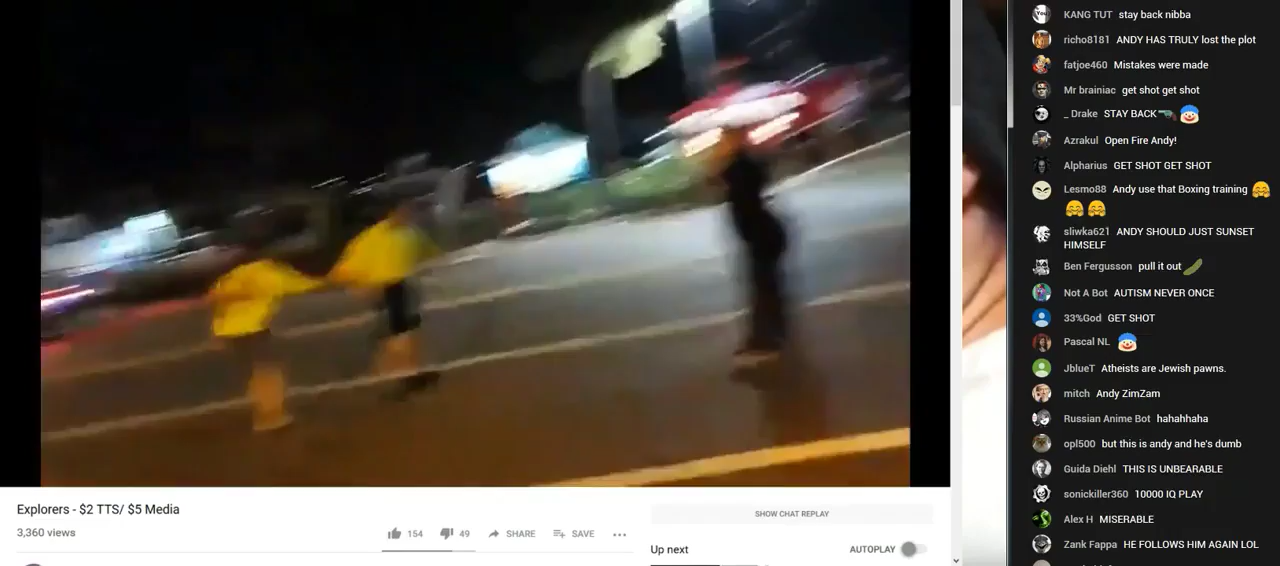 KANG TUT stay back nibba
richo8181 ANDY HAS TRULY lost the plot
fatjoe460 Mistakes were made
Mr brainiac get shot get shot
_ Drake STAY BACK🔫🤡
Azrakul Open Fire Andy!
Alpharius GET SHOT GET SHOT
Lesmo88 Andy use that Boxing training 🤗
🤗 🤗
sliwka621 ANDY SHOULD JUST SUNSET
HIMSELF
Ben Fergusson pull it out 🥒
Not A Bot AUTISM NEVER ONCE
33%God GET SHOT
Pascal NL 🤡
JblueT Atheists are Jewish pawns.
mitch Andy ZimZam
Russian Anime Bot hahahhaha
opl500 but this is andy and he's dumb
Guida Diehl THIS IS UNBEARABLE
sonickiller360 10000 IQ PLAY
Alex H MISERABLE
Zank Fappa HE FOLLOWS HIM AGAIN LOL
Explorers - $2 TTS/ $5 Media
3,360 views
154 49 SHARE SAVE
SHOW CHAT REPLAY
Up next AUTOPLAY